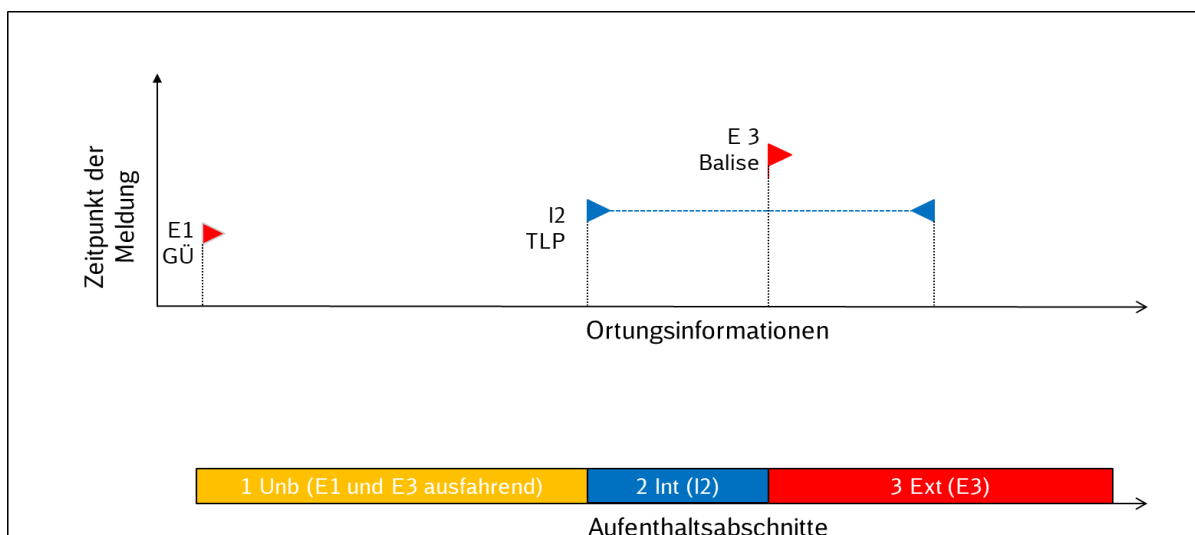 Zeitpunkt der
Meldung
E1
GÜ
I2
TLP
E 3
Balise
Ortungsinformationen
1 Unb (E1 und E3 ausfahrend)
2 Int (I2)
3 Ext (E3)
Aufenthaltsabschnitte